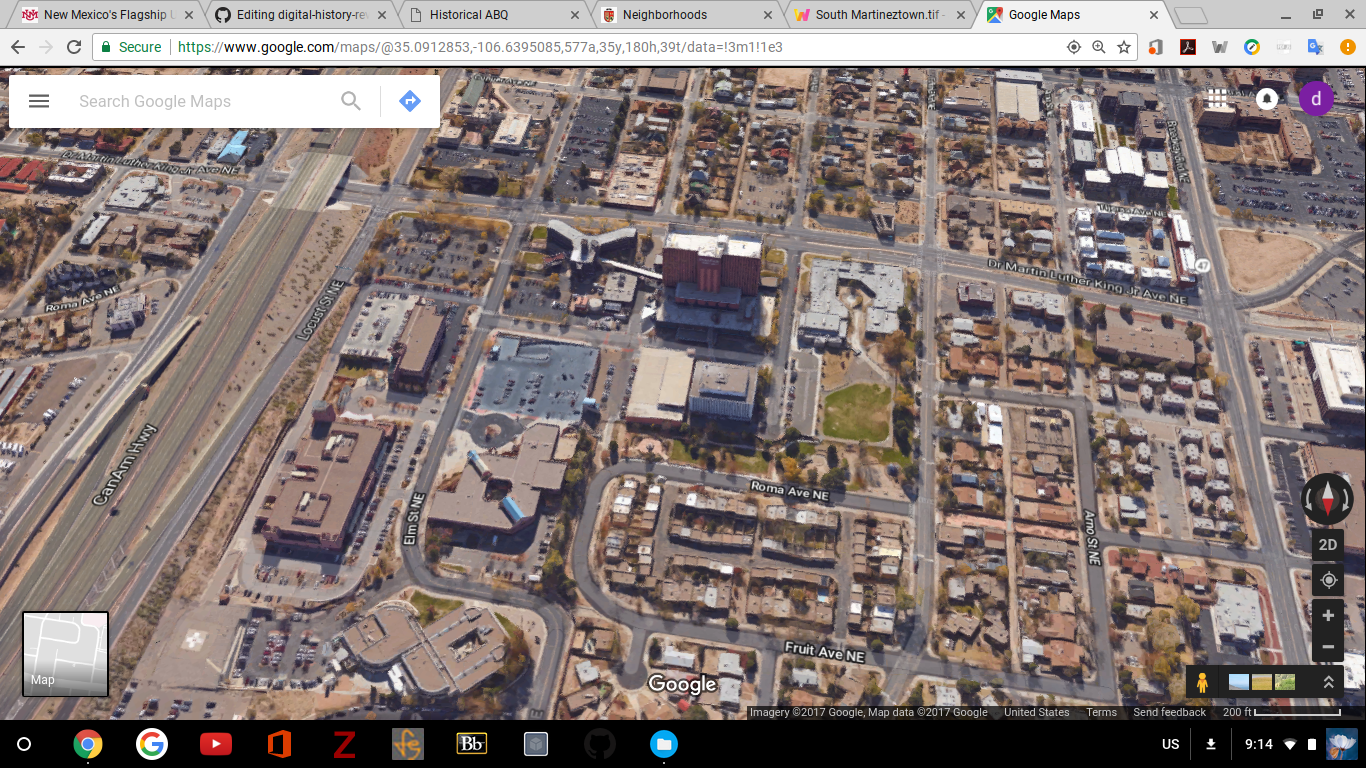 New Mexico's Flagship U
Editing digital-history-re
Historical ABQ
Neighborhoods
South Martineztown.tif -
Google Maps
Secure
https://www.google.com/maps/@35.0912853,-106.6395085,577a,35y,180h,39t/data=!3m1!1e3
Search Google Maps
d
Dr Martin Luther King Jr Ave NE
47
Dr Martin Luther King Jr Ave NE
Roma Ave NE
Locust St NE
CanAm Hwy
Elm St NE
Roma Ave NE
Arno St NE
Fruit Ave NE
2D
Map
Google
Imagery ©2017 Google, Map data ©2017 Google
United States
Terms
Send feedback
200 ft
Bb
US
9:14